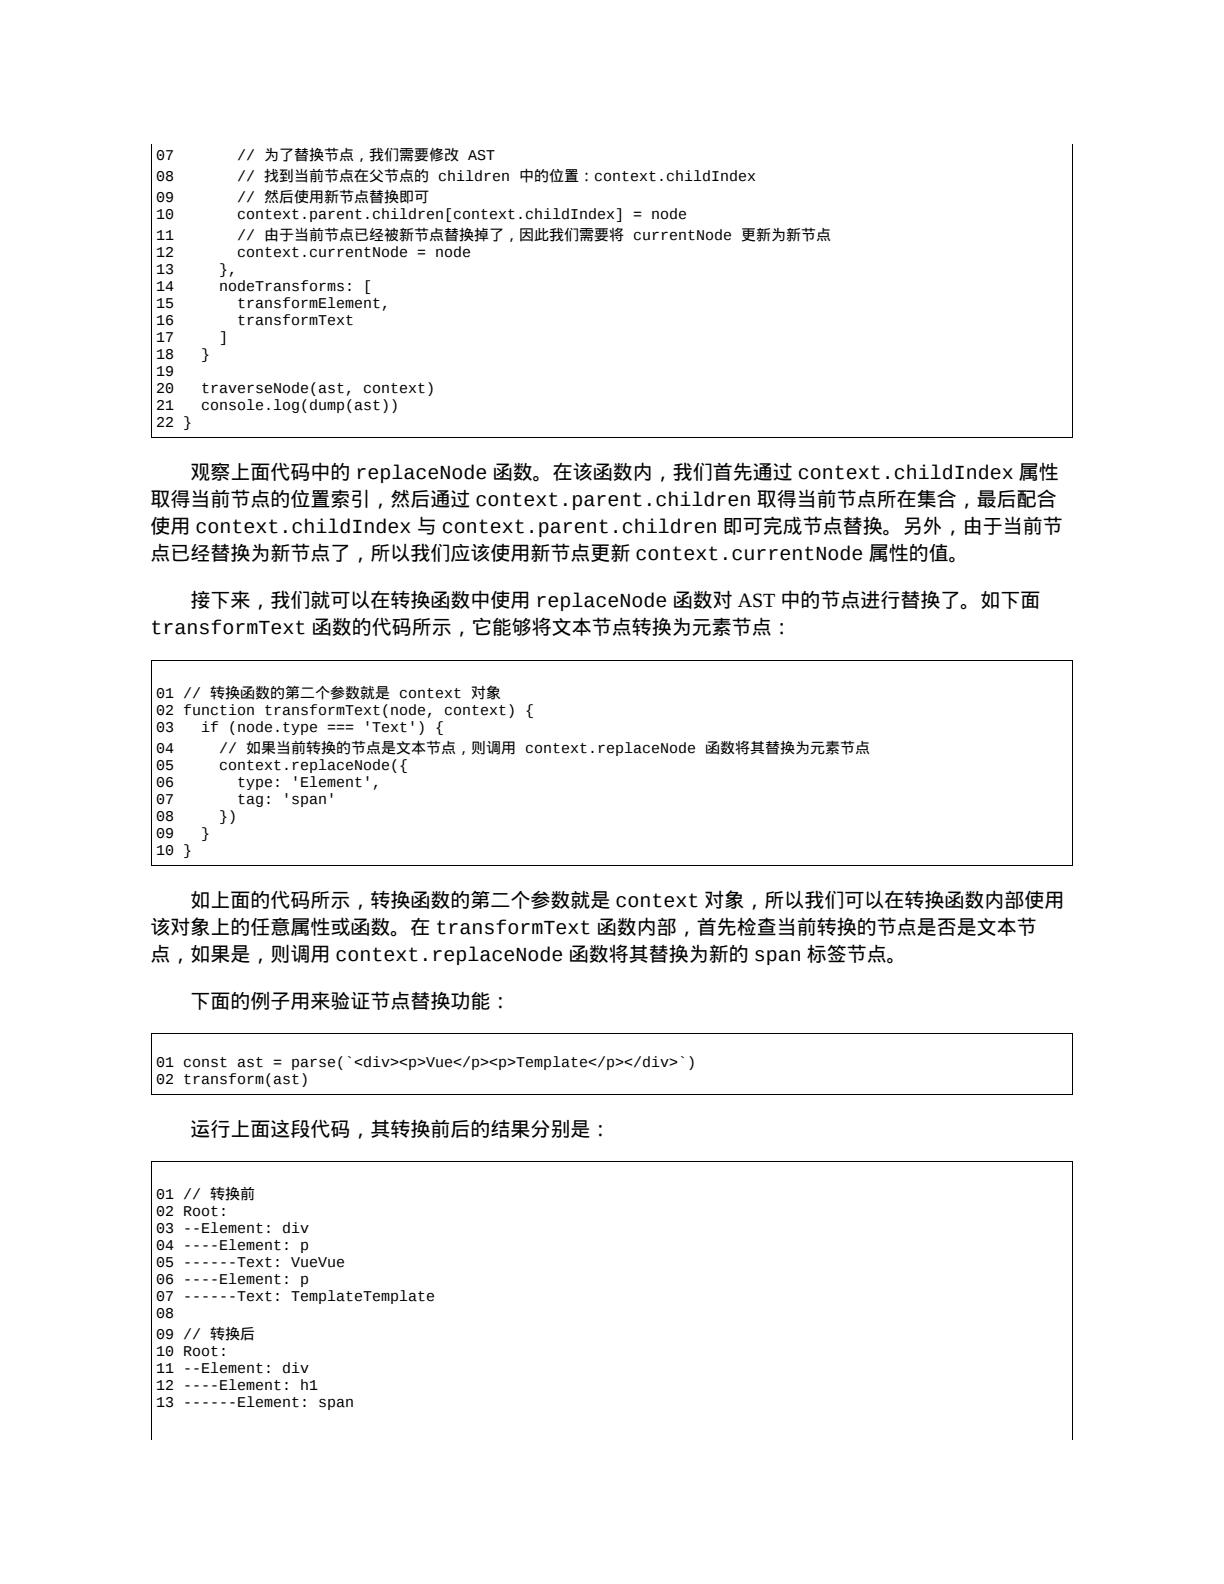 07       // 为了替换节点，我们需要修改 AST
08       // 找到当前节点在父节点的 children 中的位置：context.childIndex
09       // 然后使用新节点替换即可
10       context.parent.children[context.childIndex] = node
11       // 由于当前节点已经被新节点替换掉了，因此我们需要将 currentNode 更新为新节点
12       context.currentNode = node
13     },
14     nodeTransforms: [
15       transformElement,
16       transformText
17     ]
18   }
19
20   traverseNode(ast, context)
21   console.log(dump(ast))
22 }
观察上面代码中的 replaceNode 函数。在该函数内，我们首先通过 context.childIndex 属性
取得当前节点的位置索引，然后通过 context.parent.children 取得当前节点所在集合，最后配合
使用 context.childIndex 与 context.parent.children 即可完成节点替换。另外，由于当前节
点已经替换为新节点了，所以我们应该使用新节点更新 context.currentNode 属性的值。
接下来，我们就可以在转换函数中使用 replaceNode 函数对 AST 中的节点进行替换了。如下面
transformText 函数的代码所示，它能够将文本节点转换为元素节点：
01 // 转换函数的第二个参数就是 context 对象
02 function transformText(node, context) {
03   if (node.type === 'Text') {
04     // 如果当前转换的节点是文本节点，则调用 context.replaceNode 函数将其替换为元素节点
05     context.replaceNode({
06       type: 'Element',
07       tag: 'span'
08     })
09   }
10 }
如上面的代码所示，转换函数的第二个参数就是 context 对象，所以我们可以在转换函数内部使用
该对象上的任意属性或函数。在 transformText 函数内部，首先检查当前转换的节点是否是文本节
点，如果是，则调用 context.replaceNode 函数将其替换为新的 span 标签节点。
下面的例子用来验证节点替换功能：
01 const ast = parse(`<div><p>Vue</p><p>Template</p></div>`)
02 transform(ast)
运行上面这段代码，其转换前后的结果分别是：
01 // 转换前
02 Root:
03 --Element: div
04 ----Element: p
05 ------Text: VueVue
06 ----Element: p
07 ------Text: TemplateTemplate
08
09 // 转换后
10 Root:
11 --Element: div
12 ----Element: h1
13 ------Element: span